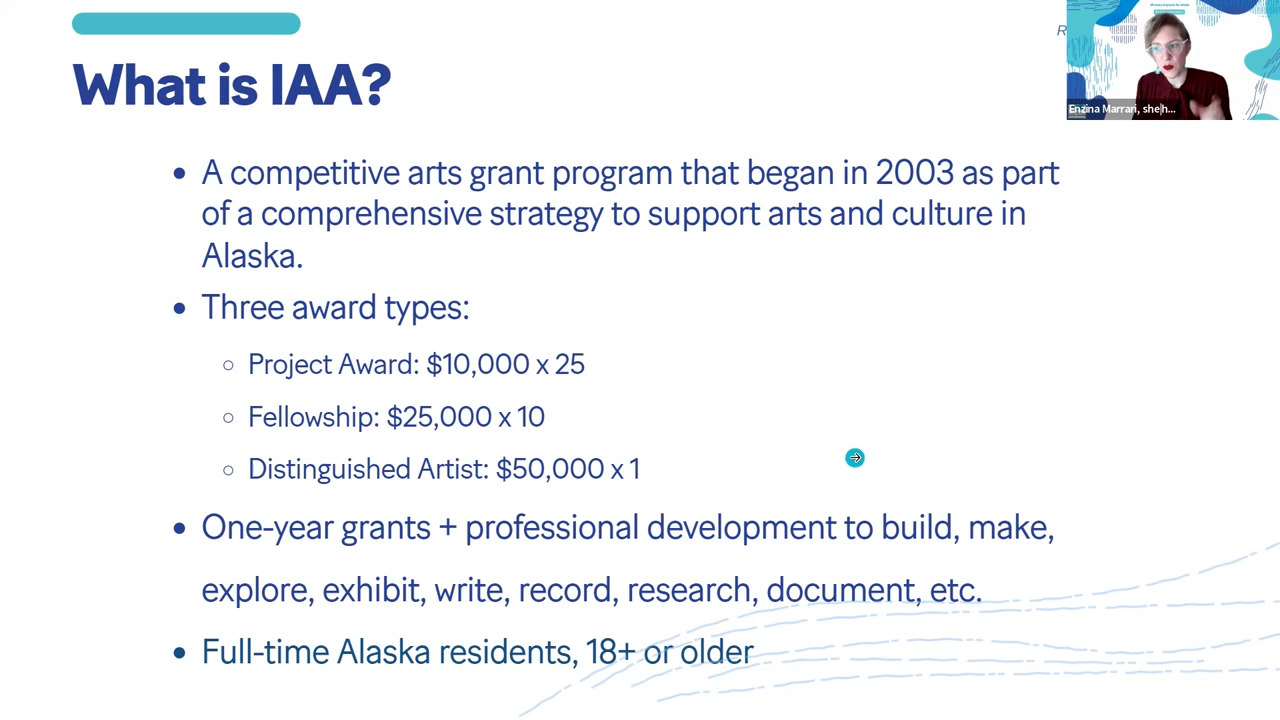 What is IAA?
R
Enzina Marrari, she|h...
• A competitive arts grant program that began in 2003 as part
of a comprehensive strategy to support arts and culture in
Alaska.
• Three award types:
○ Project Award: $10,000 x 25
○ Fellowship: $25,000 x 10
○ Distinguished Artist: $50,000 x 1
• One-year grants + professional development to build, make,
explore, exhibit, write, record, research, document, etc.
• Full-time Alaska residents, 18+ or older